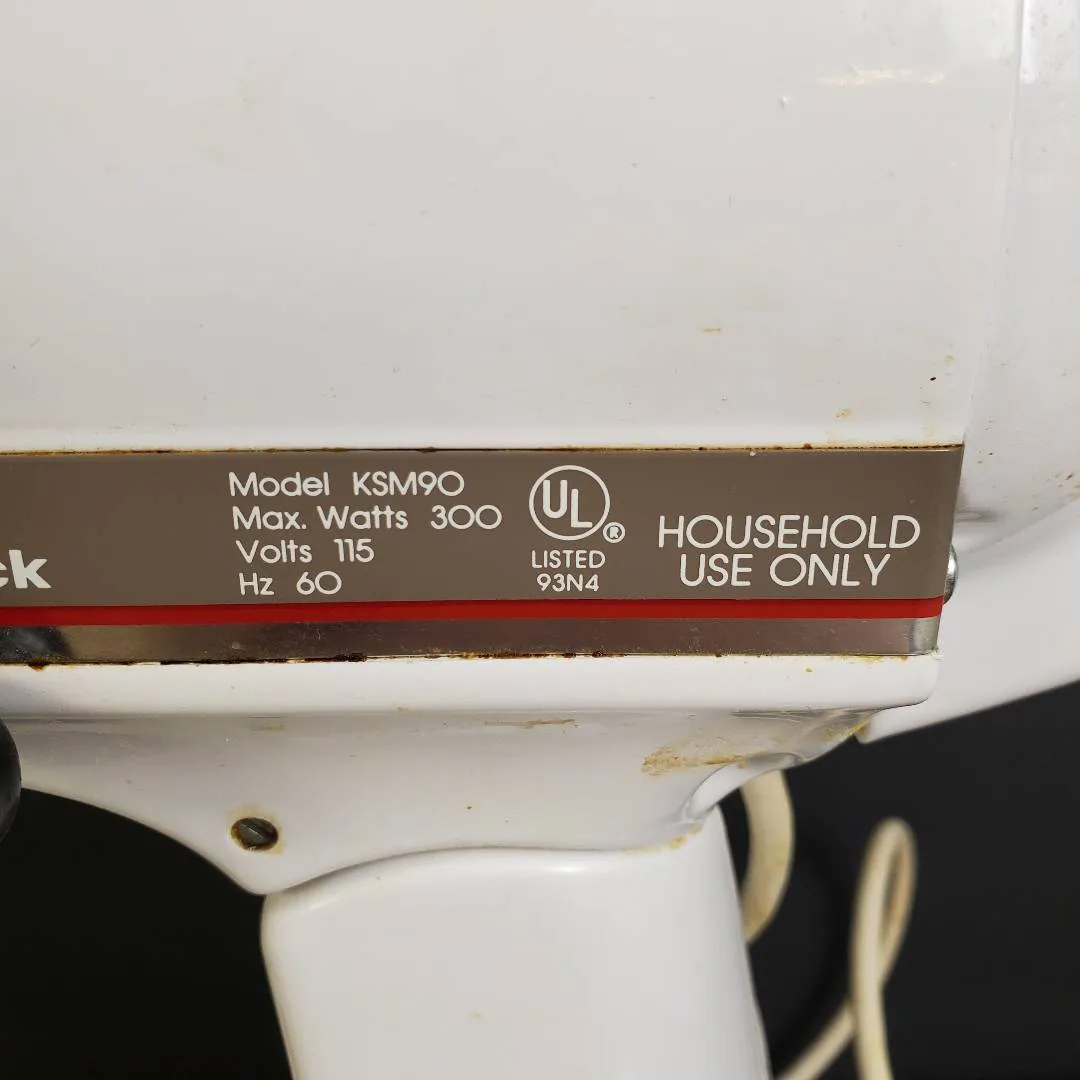 ck
Model KSM90
Max. Watts 300
Volts 115
Hz 60
UL ®
LISTED
93N4
HOUSEHOLD
USE ONLY